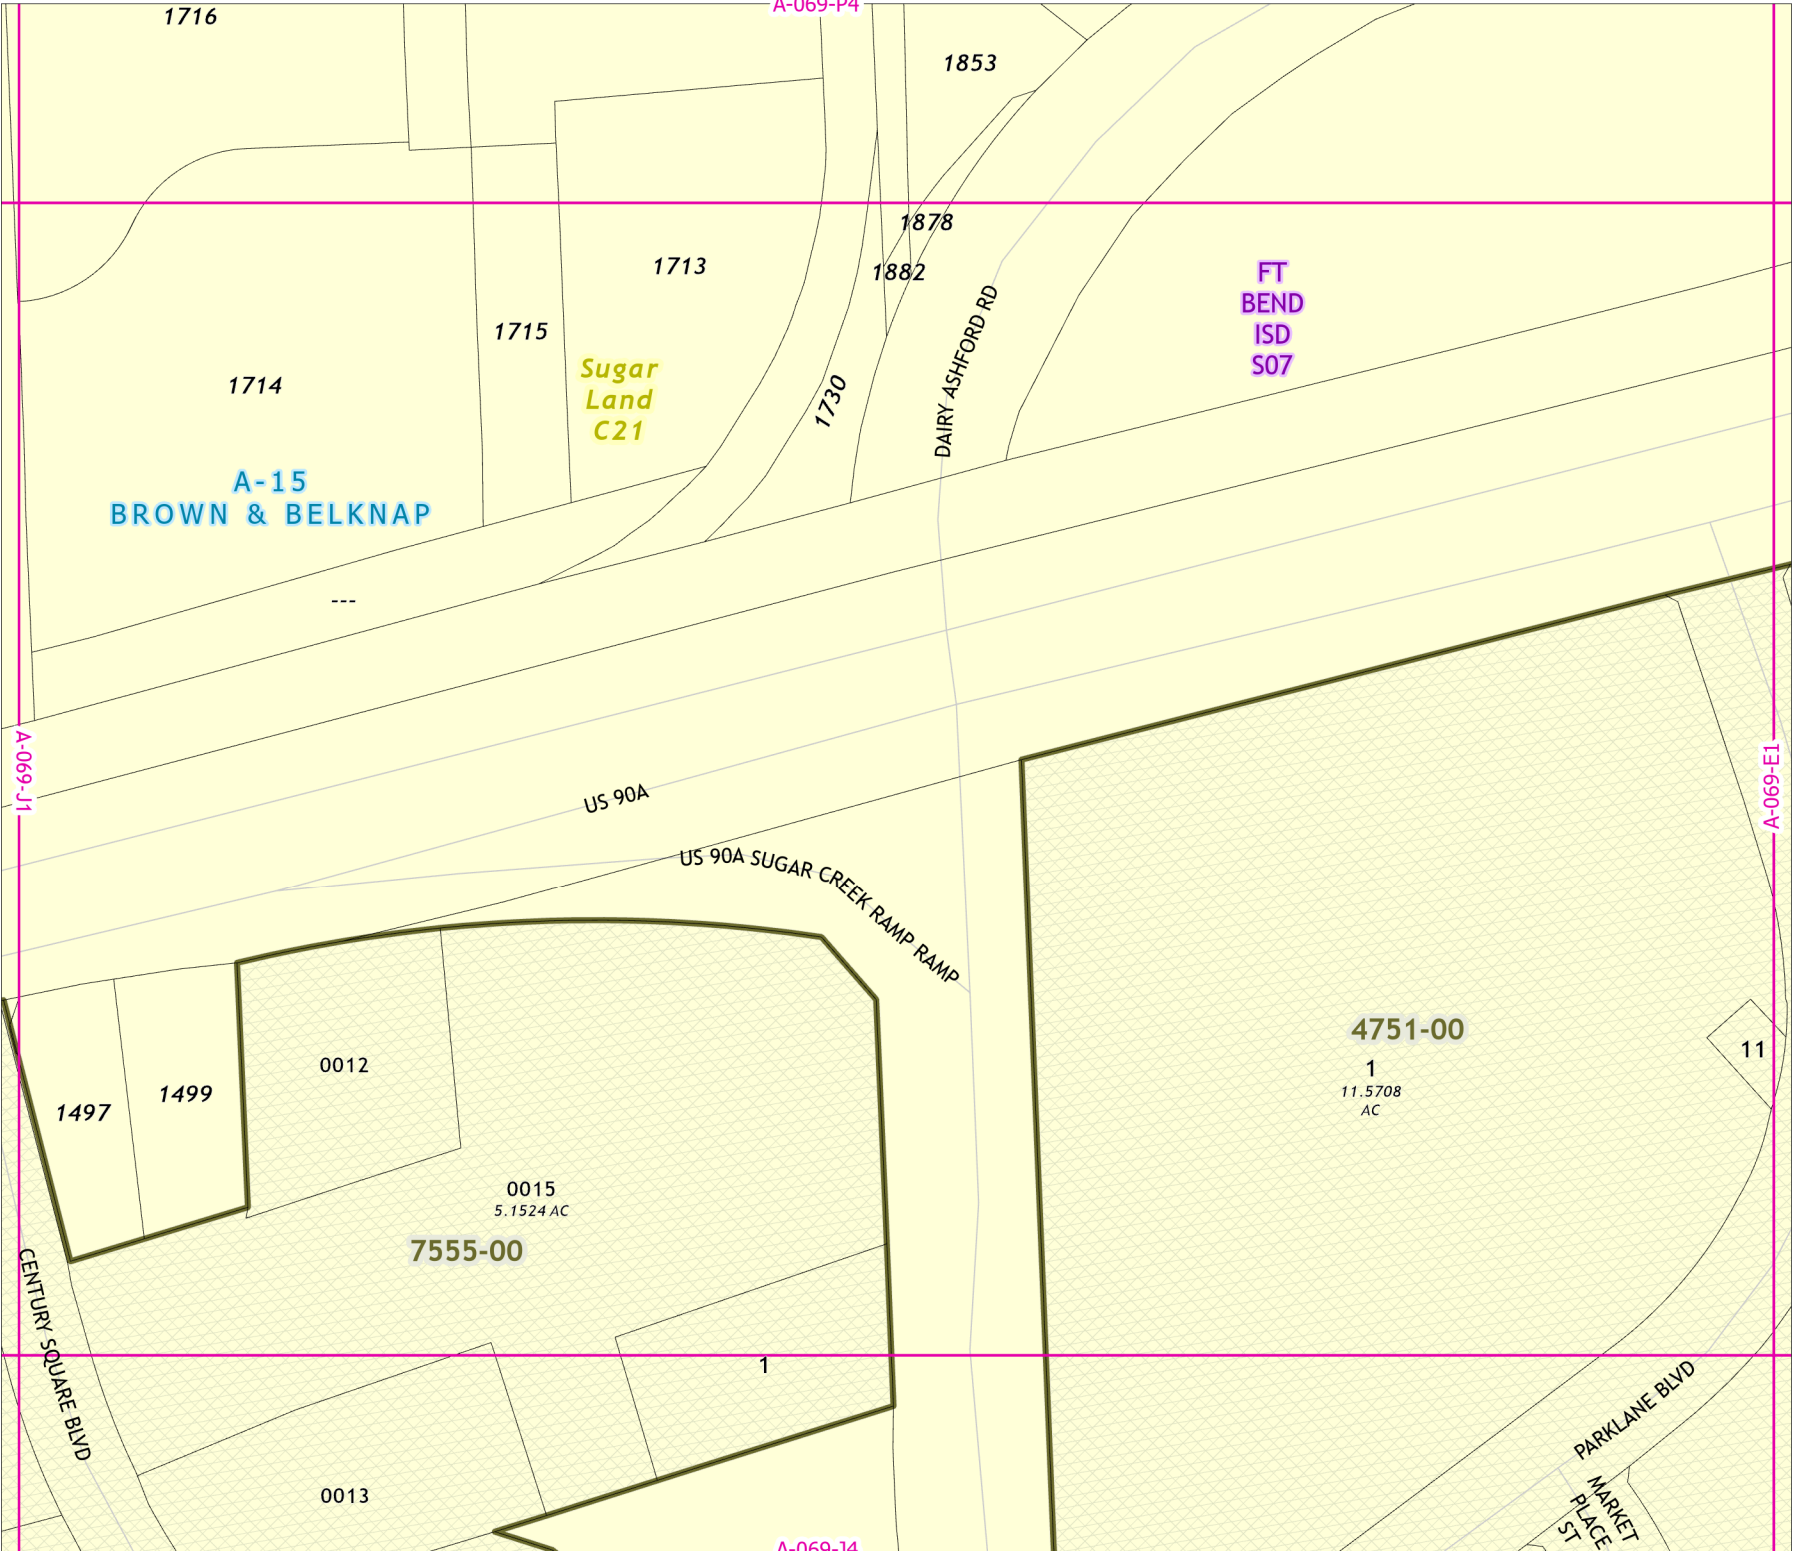 A-069-P4
1716
1853
1878
1713
1882
FT
BEND
ISD
S07
1715
DAIRY ASHFORD RD
Sugar
Land
C21
1714
1730
A-15
BROWN & BELKNAP
---
A-069-J1
A-069-E1
US 90A
US 90A SUGAR CREEK RAMP RAMP
4751-00
1
11.5708
AC
11
0012
1499
1497
0015
5.1524 AC
7555-00
CENTURY SQUARE BLVD
1
PARKLANE BLVD
0013
MARKET
PLACE
ST
A-069-J4